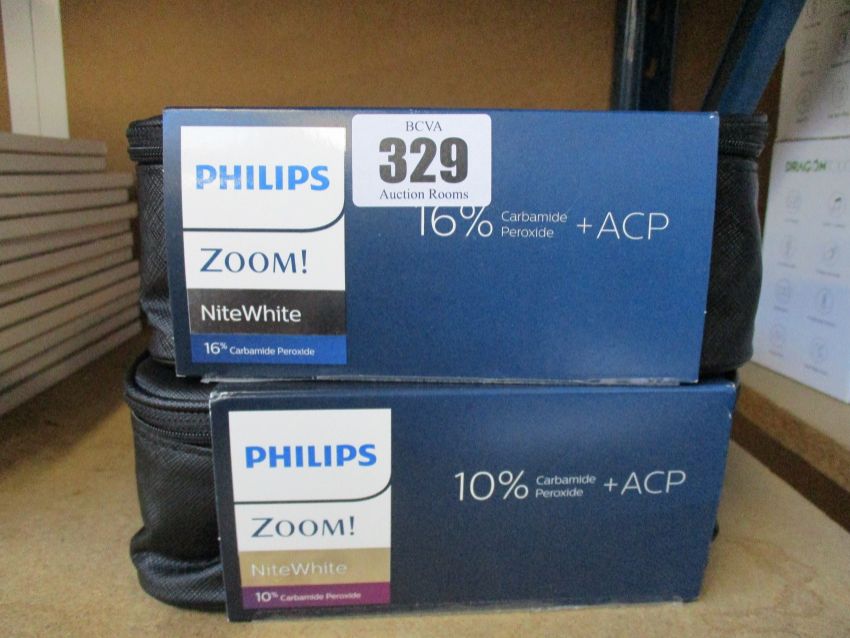 BCVA
329
Auction Rooms
PHILIPS
ZOOM!
NiteWhite
16% Carbamide Peroxide
16% Carbamide
Peroxide
+ACP
PHILIPS
ZOOM!
NiteWhite
10% Carbamide Peroxide
10% Carbamide
Peroxide
+ACP